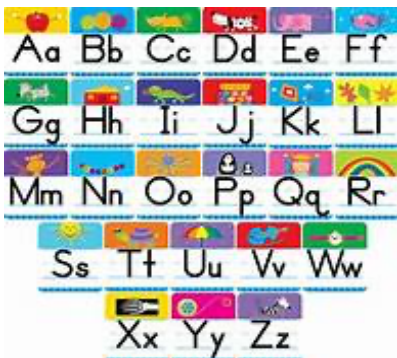 Aa Bb Cc Dd Ee Ff
Gg Hh Ii Jj Kk Ll
Mm Nn Oo Pp Qq Rr
Ss Tt Uu Vv Ww
Xx Yy Zz